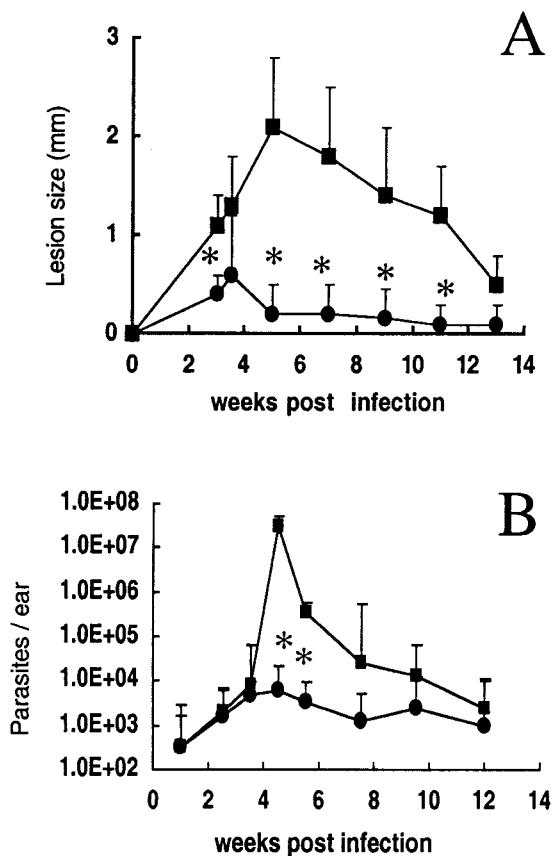 A
3
2
1
0
Lesion size (mm)
* * * * *
0 2 4 6 8 10 12 14
weeks post infection
B
1.0E+08
1.0E+07
1.0E+06
1.0E+05
1.0E+04
1.0E+03
1.0E+02
Parasites / ear
* *
0 2 4 6 8 10 12 14
weeks post infection